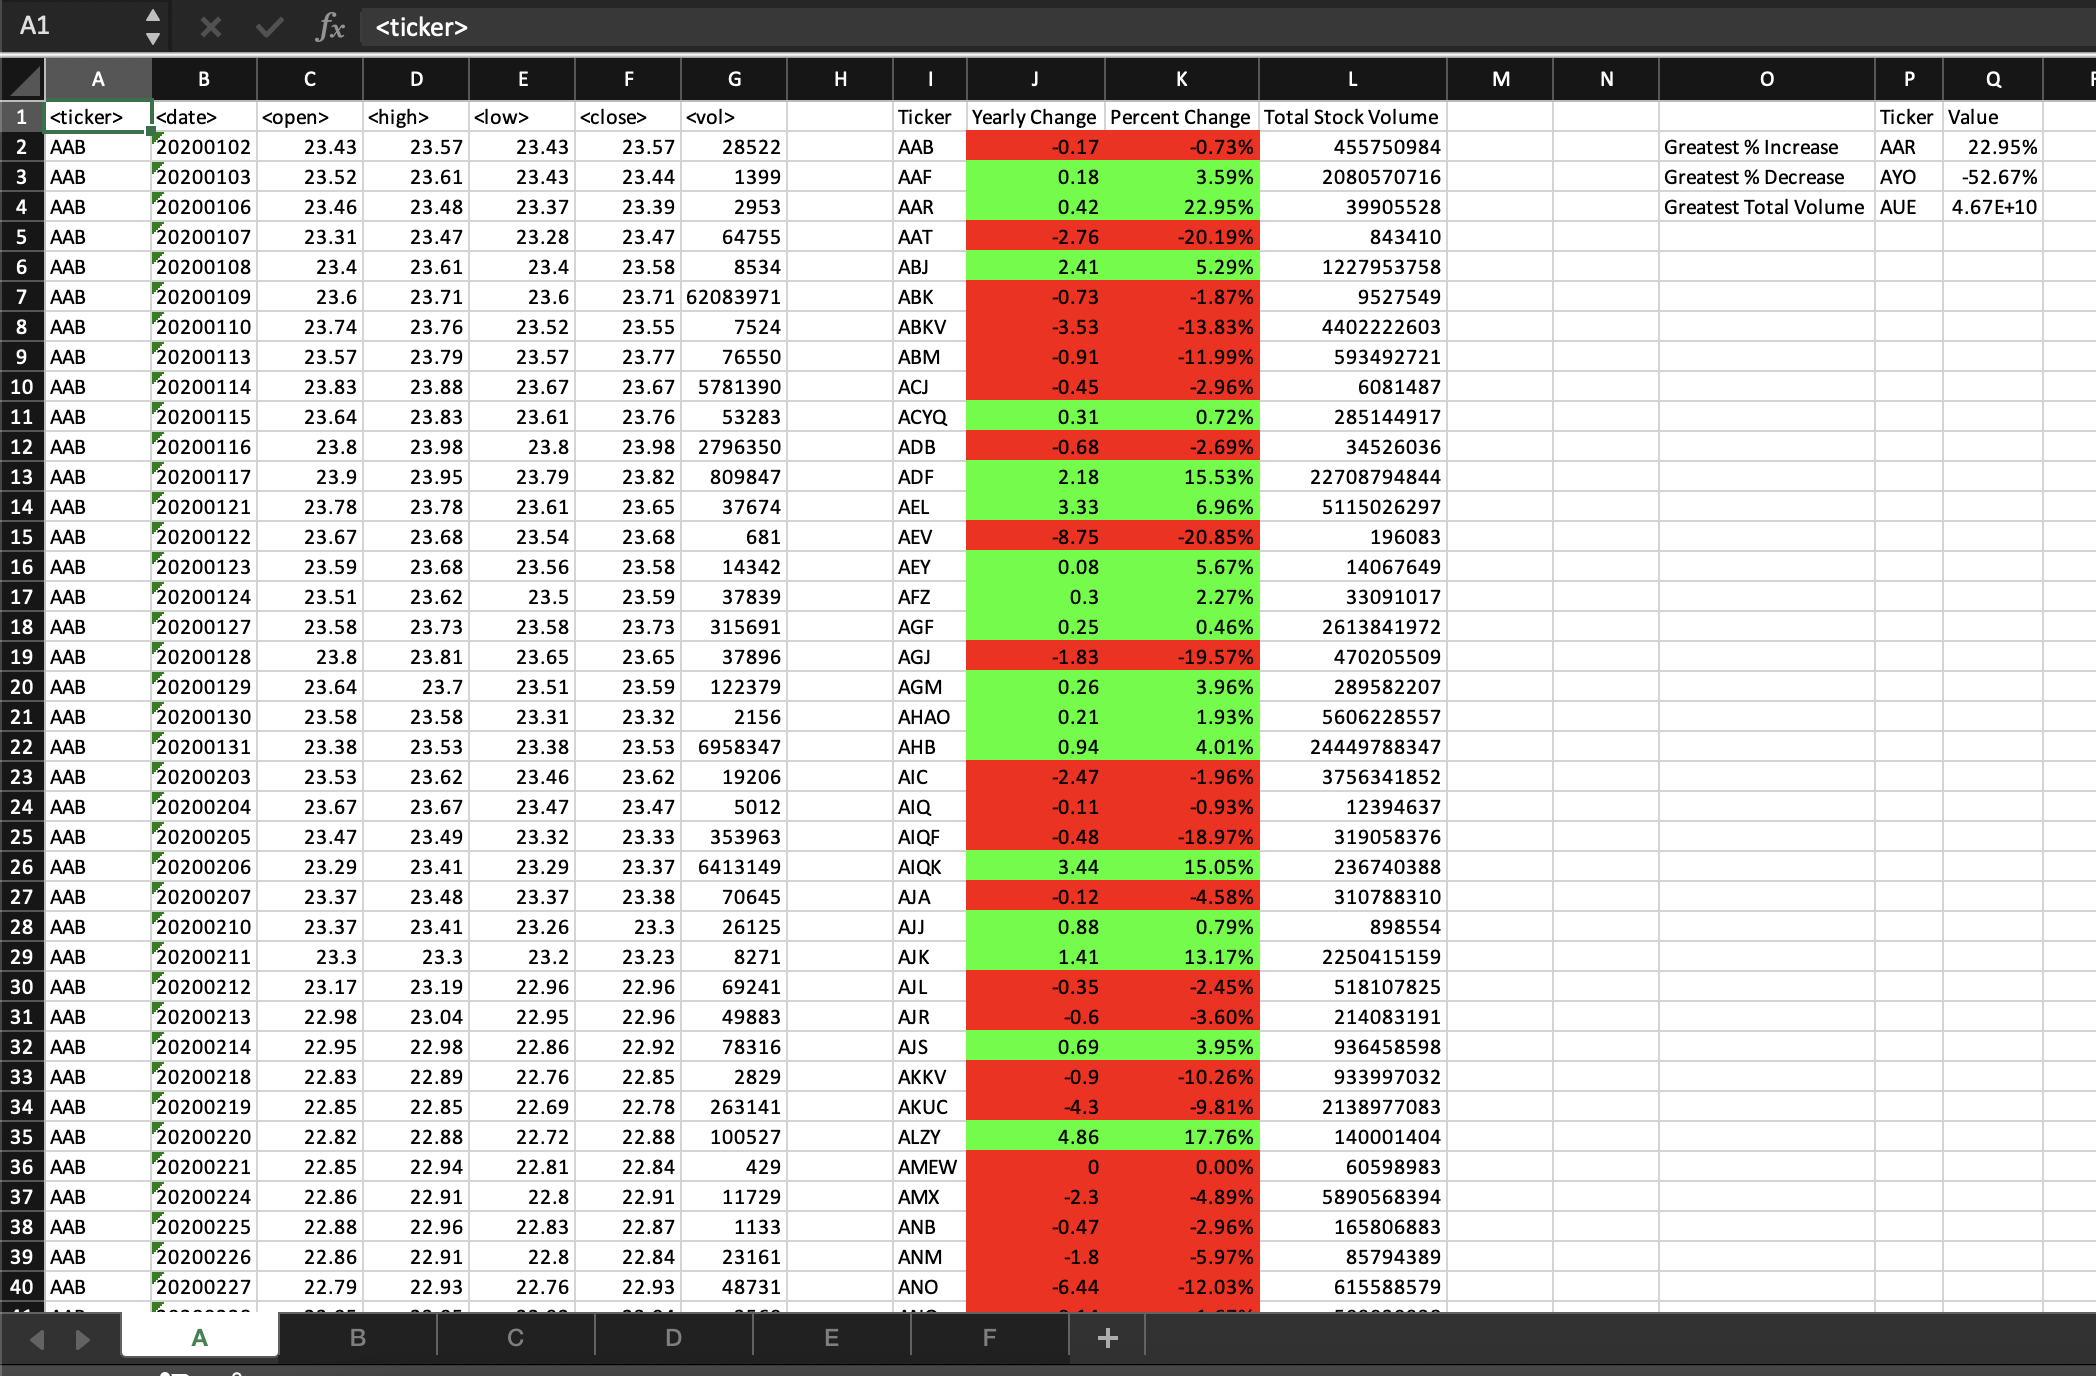 A1 fx <ticker>
A B C D E F G H I J K L M N O P Q
1 <ticker> <date> <open> <high> <low> <close> <vol> Ticker Yearly Change Percent Change Total Stock Volume Ticker Value
2 AAB 20200102 23.43 23.57 23.43 23.57 28522 AAB -0.17 -0.73% 455750984 Greatest % Increase AAR 22.95%
3 AAB 20200103 23.52 23.61 23.43 23.44 1399 AAF 0.18 3.59% 2080570716 Greatest % Decrease AYO -52.67%
4 AAB 20200106 23.46 23.48 23.37 23.39 2953 AAR 0.42 22.95% 39905528 Greatest Total Volume AUE 4.67E+10
5 AAB 20200107 23.31 23.47 23.28 23.47 64755 AAT -2.76 -20.19% 843410
6 AAB 20200108 23.4 23.61 23.4 23.58 8534 ABJ 2.41 5.29% 1227953758
7 AAB 20200109 23.6 23.71 23.6 23.71 62083971 ABK -0.73 -1.87% 9527549
8 AAB 20200110 23.74 23.76 23.52 23.55 7524 ABKV -3.53 -13.83% 4402222603
9 AAB 20200113 23.57 23.79 23.57 23.77 76550 ABM -0.91 -11.99% 593492721
10 AAB 20200114 23.83 23.88 23.67 23.67 5781390 ACJ -0.45 -2.96% 6081487
11 AAB 20200115 23.64 23.83 23.61 23.76 53283 ACYQ 0.31 0.72% 285144917
12 AAB 20200116 23.8 23.98 23.8 23.98 2796350 ADB -0.68 -2.69% 34526036
13 AAB 20200117 23.9 23.95 23.79 23.82 809847 ADF 2.18 15.53% 22708794844
14 AAB 20200121 23.78 23.78 23.61 23.65 37674 AEL 3.33 6.96% 5115026297
15 AAB 20200122 23.67 23.68 23.54 23.68 681 AEV -8.75 -20.85% 196083
16 AAB 20200123 23.59 23.68 23.56 23.58 14342 AEY 0.08 5.67% 14067649
17 AAB 20200124 23.51 23.62 23.5 23.59 37839 AFZ 0.3 2.27% 33091017
18 AAB 20200127 23.58 23.73 23.58 23.73 315691 AGF 0.25 0.46% 2613841972
19 AAB 20200128 23.8 23.81 23.65 23.65 37896 AGJ -1.83 -19.57% 470205509
20 AAB 20200129 23.64 23.7 23.51 23.59 122379 AGM 0.26 3.96% 289582207
21 AAB 20200130 23.58 23.58 23.31 23.32 2156 AHAO 0.21 1.93% 5606228557
22 AAB 20200131 23.38 23.53 23.38 23.53 6958347 AHB 0.94 4.01% 24449788347
23 AAB 20200203 23.53 23.62 23.46 23.62 19206 AIC -2.47 -1.96% 3756341852
24 AAB 20200204 23.67 23.67 23.47 23.47 5012 AIQ -0.11 -0.93% 12394637
25 AAB 20200205 23.47 23.49 23.32 23.33 353963 AIQF -0.48 -18.97% 319058376
26 AAB 20200206 23.29 23.41 23.29 23.37 6413149 AIQK 3.44 15.05% 236740388
27 AAB 20200207 23.37 23.48 23.37 23.38 70645 AJA -0.12 -4.58% 310788310
28 AAB 20200210 23.37 23.41 23.26 23.3 26125 AJJ 0.88 0.79% 898554
29 AAB 20200211 23.3 23.3 23.2 23.23 8271 AJK 1.41 13.17% 2250415159
30 AAB 20200212 23.17 23.19 22.96 22.96 69241 AJL -0.35 -2.45% 518107825
31 AAB 20200213 22.98 23.04 22.95 22.96 49883 AJR -0.6 -3.60% 214083191
32 AAB 20200214 22.95 22.98 22.86 22.92 78316 AJS 0.69 3.95% 936458598
33 AAB 20200218 22.83 22.89 22.76 22.85 2829 AKKV -0.9 -10.26% 933997032
34 AAB 20200219 22.85 22.85 22.69 22.78 263141 AKUC -4.3 -9.81% 2138977083
35 AAB 20200220 22.82 22.88 22.72 22.88 100527 ALZY 4.86 17.76% 140001404
36 AAB 20200221 22.85 22.94 22.81 22.84 429 AMEW 0 0.00% 60598983
37 AAB 20200224 22.86 22.91 22.8 22.91 11729 AMX -2.3 -4.89% 5890568394
38 AAB 20200225 22.88 22.96 22.83 22.87 1133 ANB -0.47 -2.96% 165806883
39 AAB 20200226 22.86 22.91 22.8 22.84 23161 ANM -1.8 -5.97% 85794389
40 AAB 20200227 22.79 22.93 22.76 22.93 48731 ANO -6.44 -12.03% 615588579
A B C D E F +